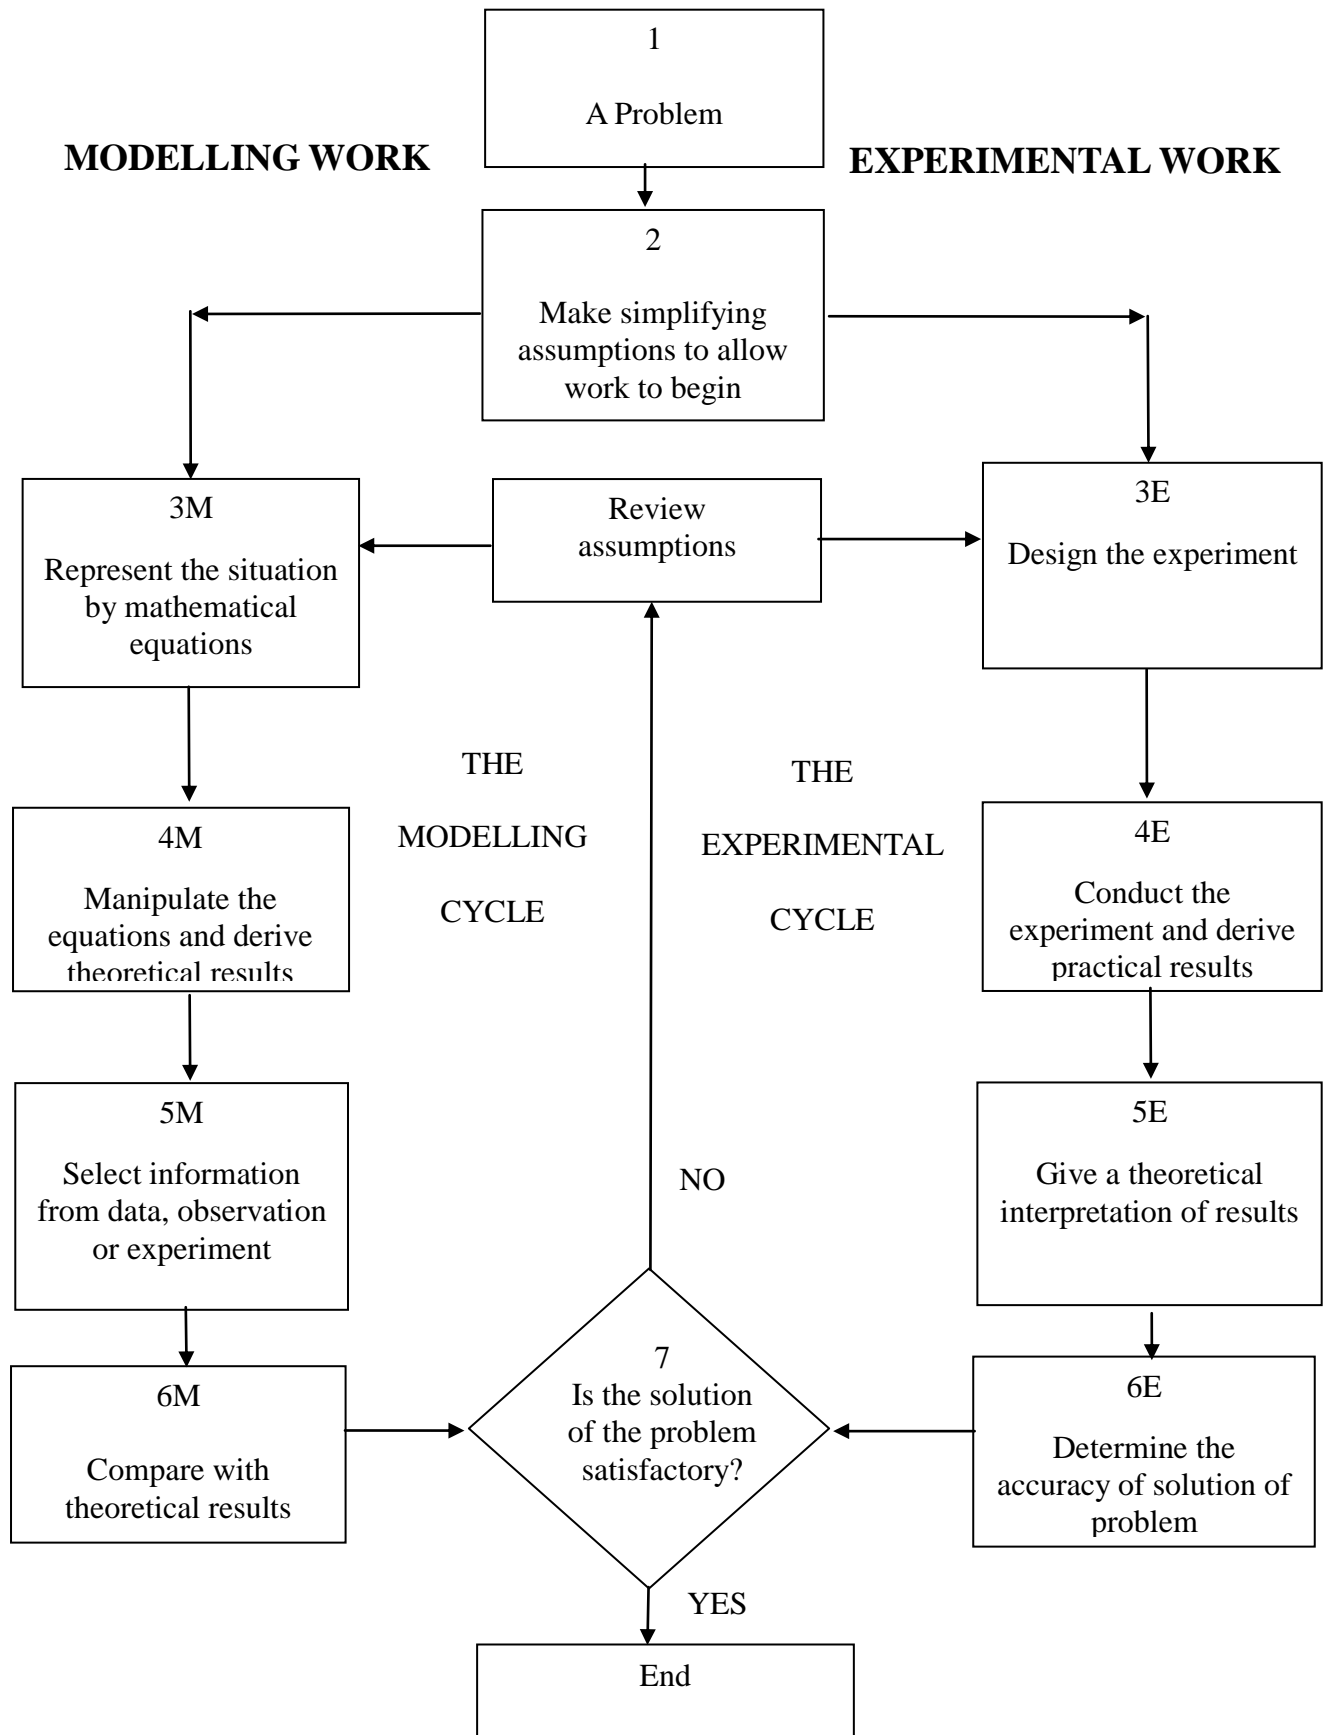 1
A Problem
MODELLING WORK
EXPERIMENTAL WORK
2
Make simplifying
assumptions to allow
work to begin
3M
Represent the situation
by mathematical
equations
Review
assumptions
3E
Design the experiment
THE
MODELLING
CYCLE
THE
EXPERIMENTAL
CYCLE
4M
Manipulate the
equations and derive
theoretical results
4E
Conduct the
experiment and derive
practical results
5M
Select information
from data, observation
or experiment
NO
5E
Give a theoretical
interpretation of results
6M
Compare with
theoretical results
7
Is the solution
of the problem
satisfactory?
6E
Determine the
accuracy of solution of
problem
YES
End